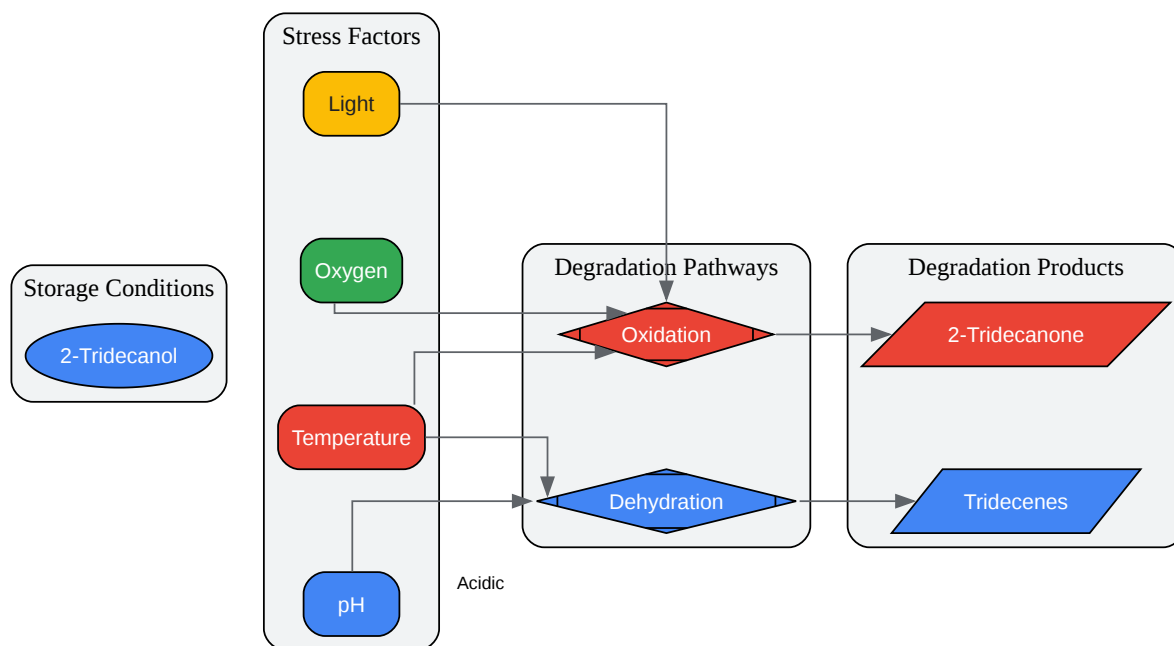 Stress Factors
Light
Oxygen
Temperature
pH
Acidic
Storage Conditions
2-Tridecanol
Degradation Pathways
Oxidation
Dehydration
Degradation Products
2-Tridecanone
Tridecenes